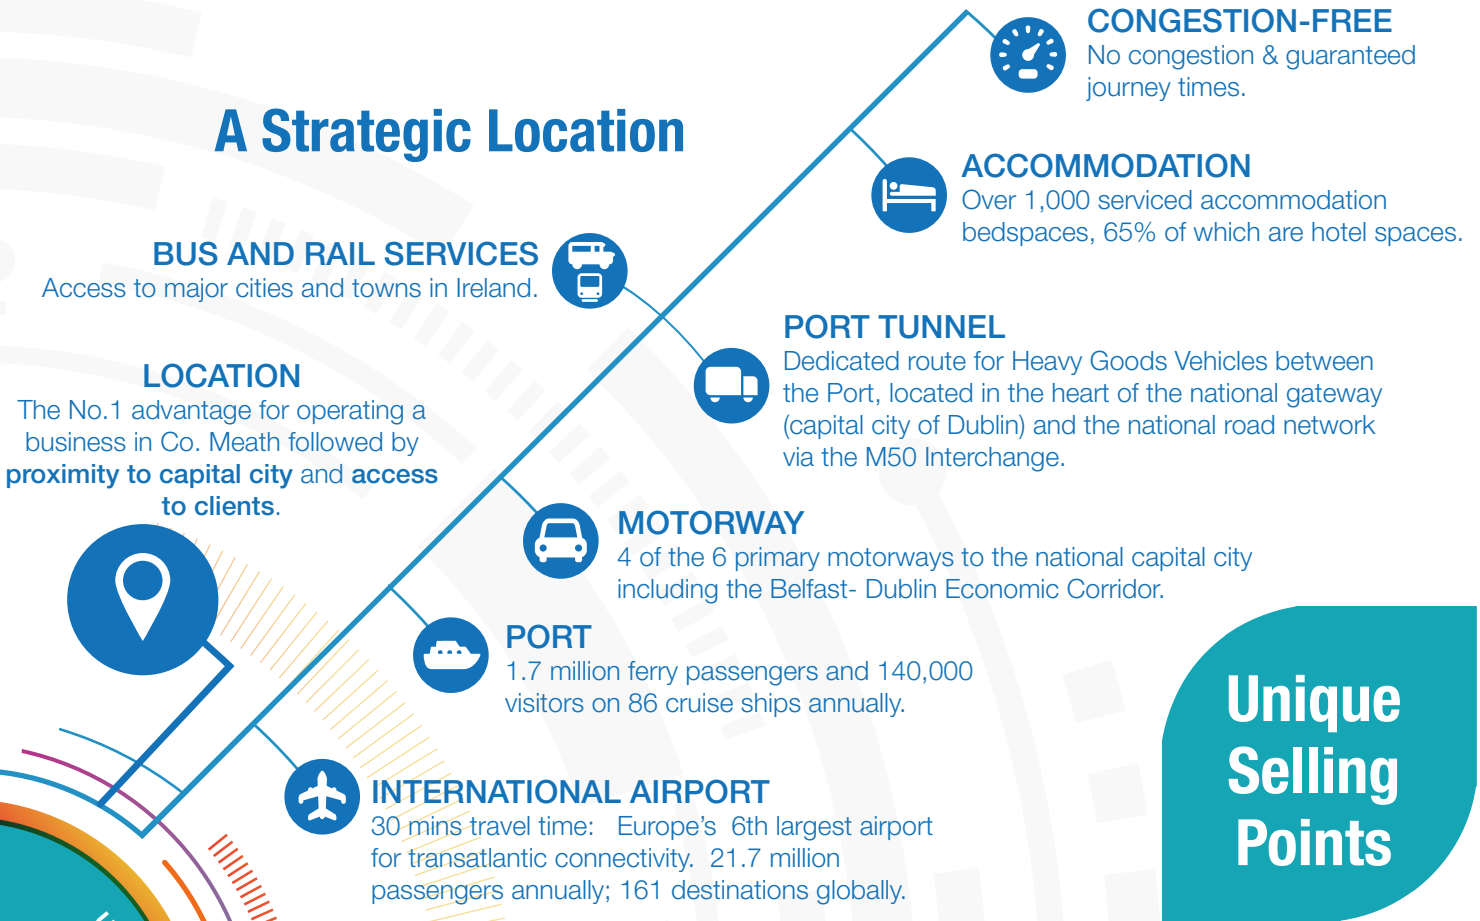 A Strategic Location
CONGESTION-FREE
No congestion & guaranteed
journey times.
ACCOMMODATION
Over 1,000 serviced accommodation
bedspaces, 65% of which are hotel spaces.
BUS AND RAIL SERVICES
Access to major cities and towns in Ireland.
PORT TUNNEL
Dedicated route for Heavy Goods Vehicles between
the Port, located in the heart of the national gateway
(capital city of Dublin) and the national road network
via the M50 Interchange.
LOCATION
The No.1 advantage for operating a
business in Co. Meath followed by
proximity to capital city and access
to clients.
MOTORWAY
4 of the 6 primary motorways to the national capital city
including the Belfast- Dublin Economic Corridor.
PORT
1.7 million ferry passengers and 140,000
visitors on 86 cruise ships annually.
INTERNATIONAL AIRPORT
30 mins travel time: Europe's 6th largest airport
for transatlantic connectivity. 21.7 million
passengers annually; 161 destinations globally.
Unique
Selling
Points